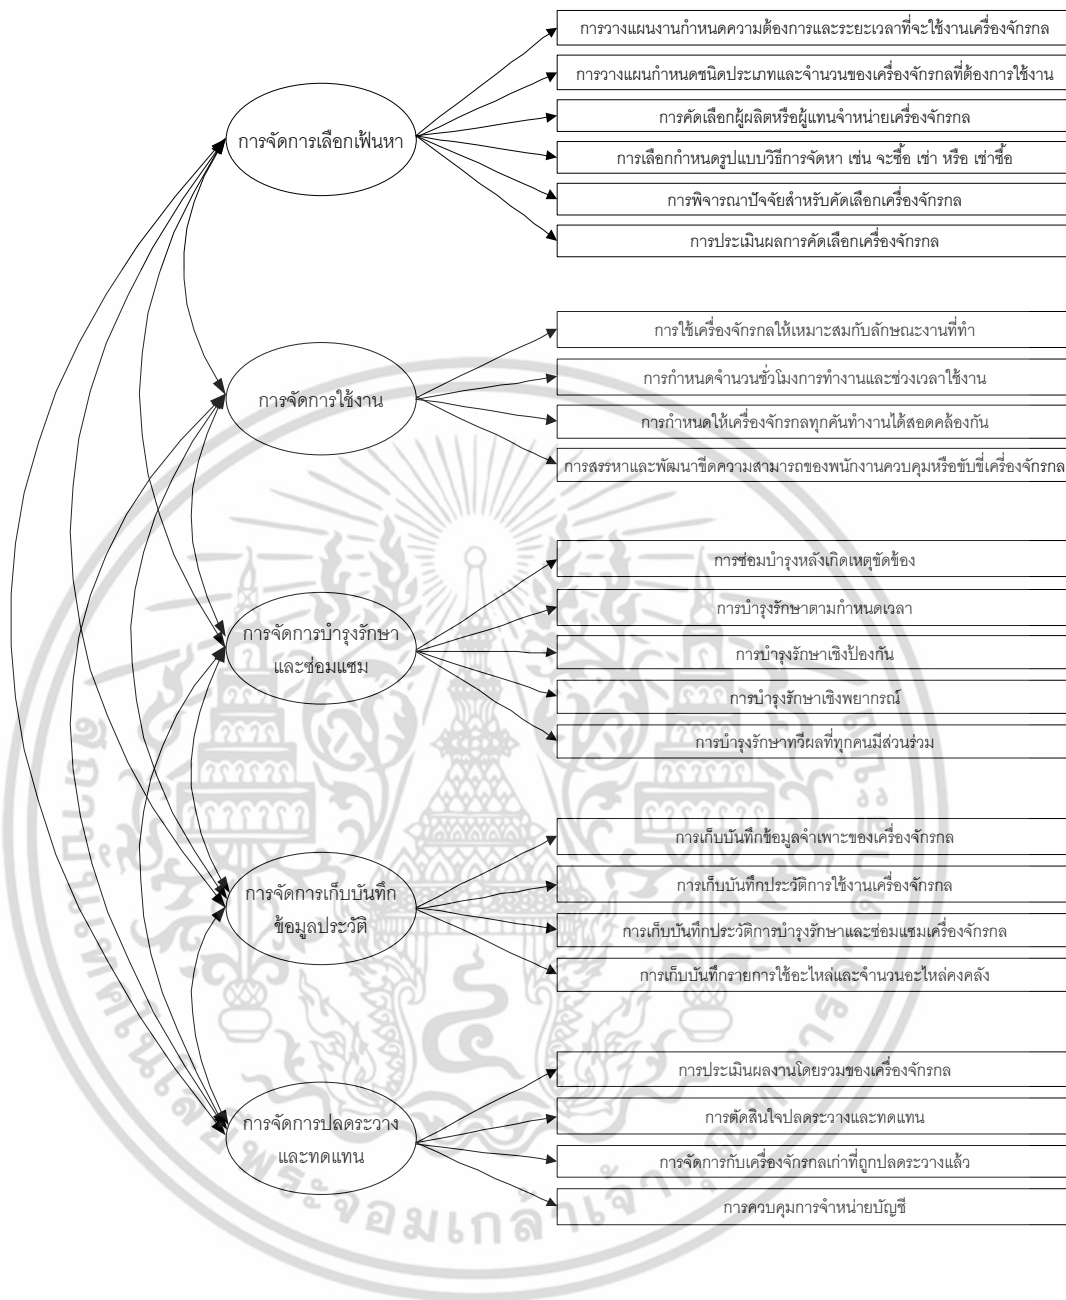 การจัดการเลือกเฟ้นหา
การวางแผนงานกำหนดความต้องการและระยะเวลาที่จะใช้งานเครื่องจักรกล
การวางแผนกำหนดชนิดประเภทและจำนวนของเครื่องจักรกลที่ต้องการใช้งาน
การคัดเลือกผู้ผลิตหรือผู้แทนจำหน่ายเครื่องจักรกล
การเลือกกำหนดรูปแบบวิธีการจัดหา เช่น จะซื้อ เช่า หรือ เช่าซื้อ
การพิจารณาปัจจัยสำหรับคัดเลือกเครื่องจักรกล
การประเมินผลการคัดเลือกเครื่องจักรกล
การจัดการใช้งาน
การใช้เครื่องจักรกลให้เหมาะสมกับลักษณะงานที่ทำ
การกำหนดจำนวนชั่วโมงการทำงานและช่วงเวลาใช้งาน
การกำหนดให้เครื่องจักรกลทุกคันทำงานได้สอดคล้องกัน
การสรรหาและพัฒนาขีดความสามารถของพนักงานควบคุมหรือขับขี่เครื่องจักรกล
การจัดการบำรุงรักษา
และซ่อมแซม
การซ่อมบำรุงหลังเกิดเหตุขัดข้อง
การบำรุงรักษาตามกำหนดเวลา
การบำรุงรักษาเชิงป้องกัน
การบำรุงรักษาเชิงพยากรณ์
การบำรุงรักษาทวีผลที่ทุกคนมีส่วนร่วม
การจัดการเก็บบันทึก
ข้อมูลประวัติ
การเก็บบันทึกข้อมูลจำเพาะของเครื่องจักรกล
การเก็บบันทึกประวัติการใช้งานเครื่องจักรกล
การเก็บบันทึกประวัติการบำรุงรักษาและซ่อมแซมเครื่องจักรกล
การเก็บบันทึกรายการใช้อะไหล่และจำนวนอะไหล่คงคลัง
การจัดการปลดระวาง
และทดแทน
การประเมินผลงานโดยรวมของเครื่องจักรกล
การตัดสินใจปลดระวางและทดแทน
การจัดการกับเครื่องจักรกลเก่าที่ถูกปลดระวางแล้ว
การควบคุมการจำหน่ายบัญชี
สถาบันเทคโนโลยีพระจอมเกล้าเจ้าคุณทหารลาดกระบัง